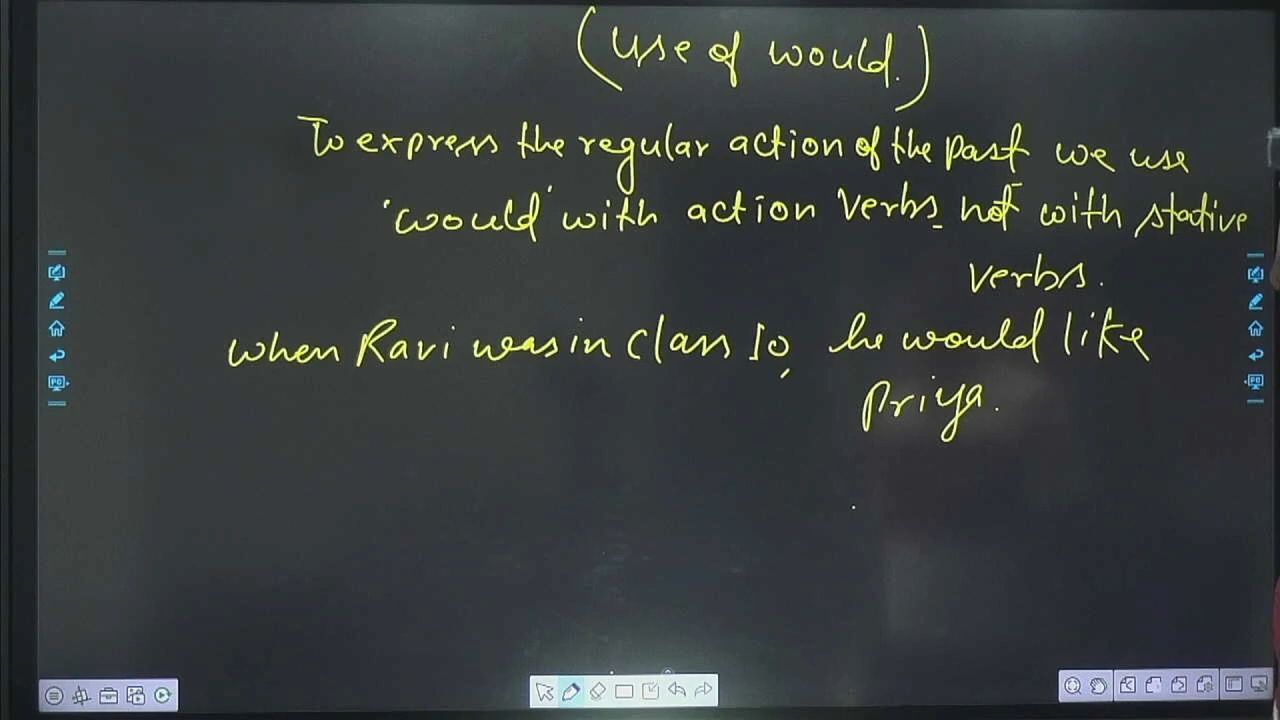 (use of would.)
To express the regular action of the past we use
'would' with action verbs not with stative
verbs.
when Ravi was in class 10, he would like
Priya.